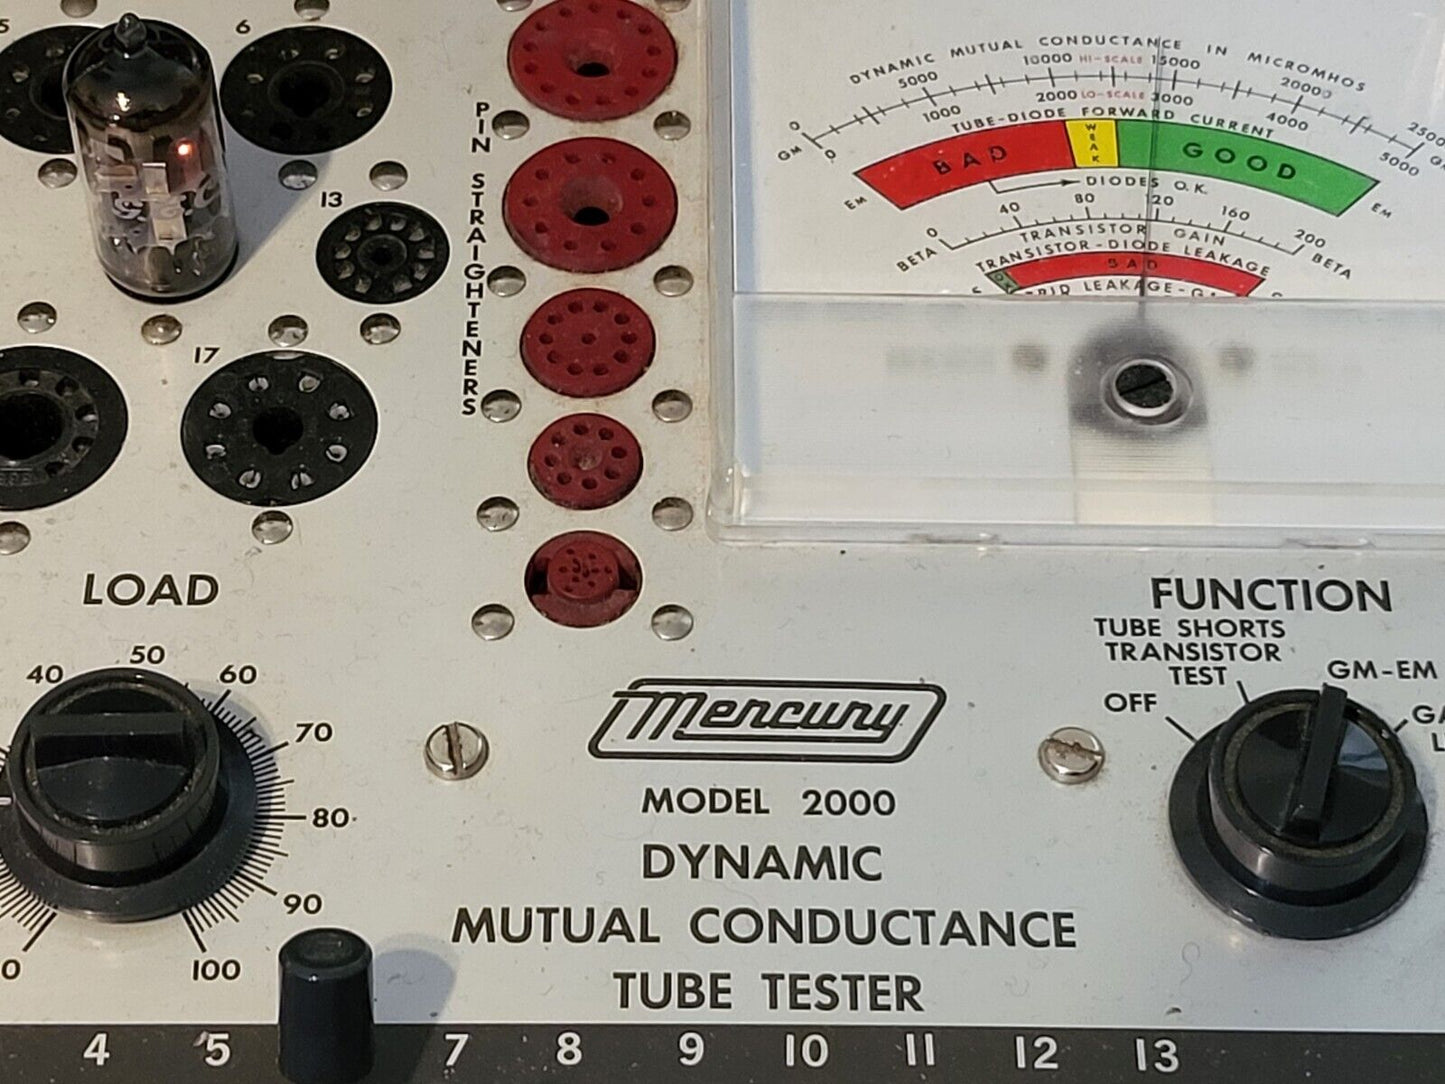 5
6
13
17
PIN STRAIGHTENERS
DYNAMIC MUTUAL CONDUCTANCE IN MICROMHOS
0 5000 10000 HI-SCALE 15000 20000 2500
GM 0 1000 2000 LO-SCALE 3000 4000 5000
TUBE-DIODE FORWARD CURRENT
BAD WEAK GOOD
EM DIODES O.K. EM
0 40 80 120 160 200
BETA TRANSISTOR GAIN BETA
TRANSISTOR-DIODE LEAKAGE
BAD
LEAKAGE
LOAD
40 50 60 70 80 90 100
0
FUNCTION
TUBE SHORTS
TRANSISTOR
TEST
OFF
GM-EM
Mercury
MODEL 2000
DYNAMIC
MUTUAL CONDUCTANCE
TUBE TESTER
4 5 7 8 9 10 11 12 13